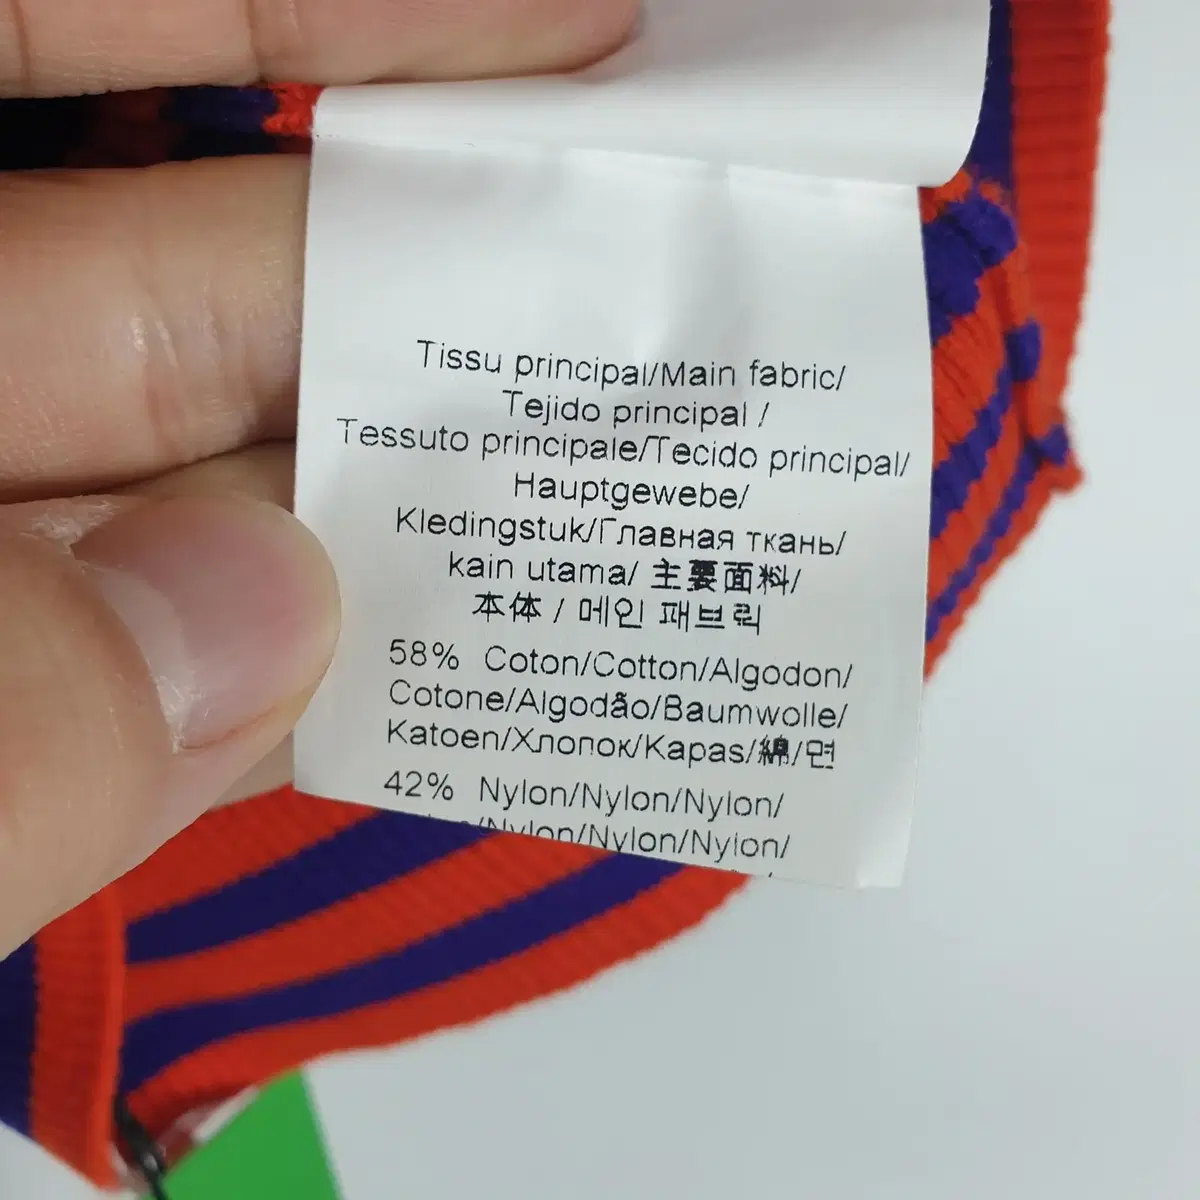 Tissu principal/Main fabric/
Tejido principal /
Tessuto principale/Tecido principal/
Hauptgewebe/
Kledingstuk/Главная ткань/
kain utama/ 主要面料/
本体 / 메인 패브릭
58% Coton/Cotton/Algodon/
Cotone/Algodão/Baumwolle/
Katoen/Хлопок/Kapas/綿/면
42% Nylon/Nylon/Nylon/
/Nylon/Nylon/Nylon/